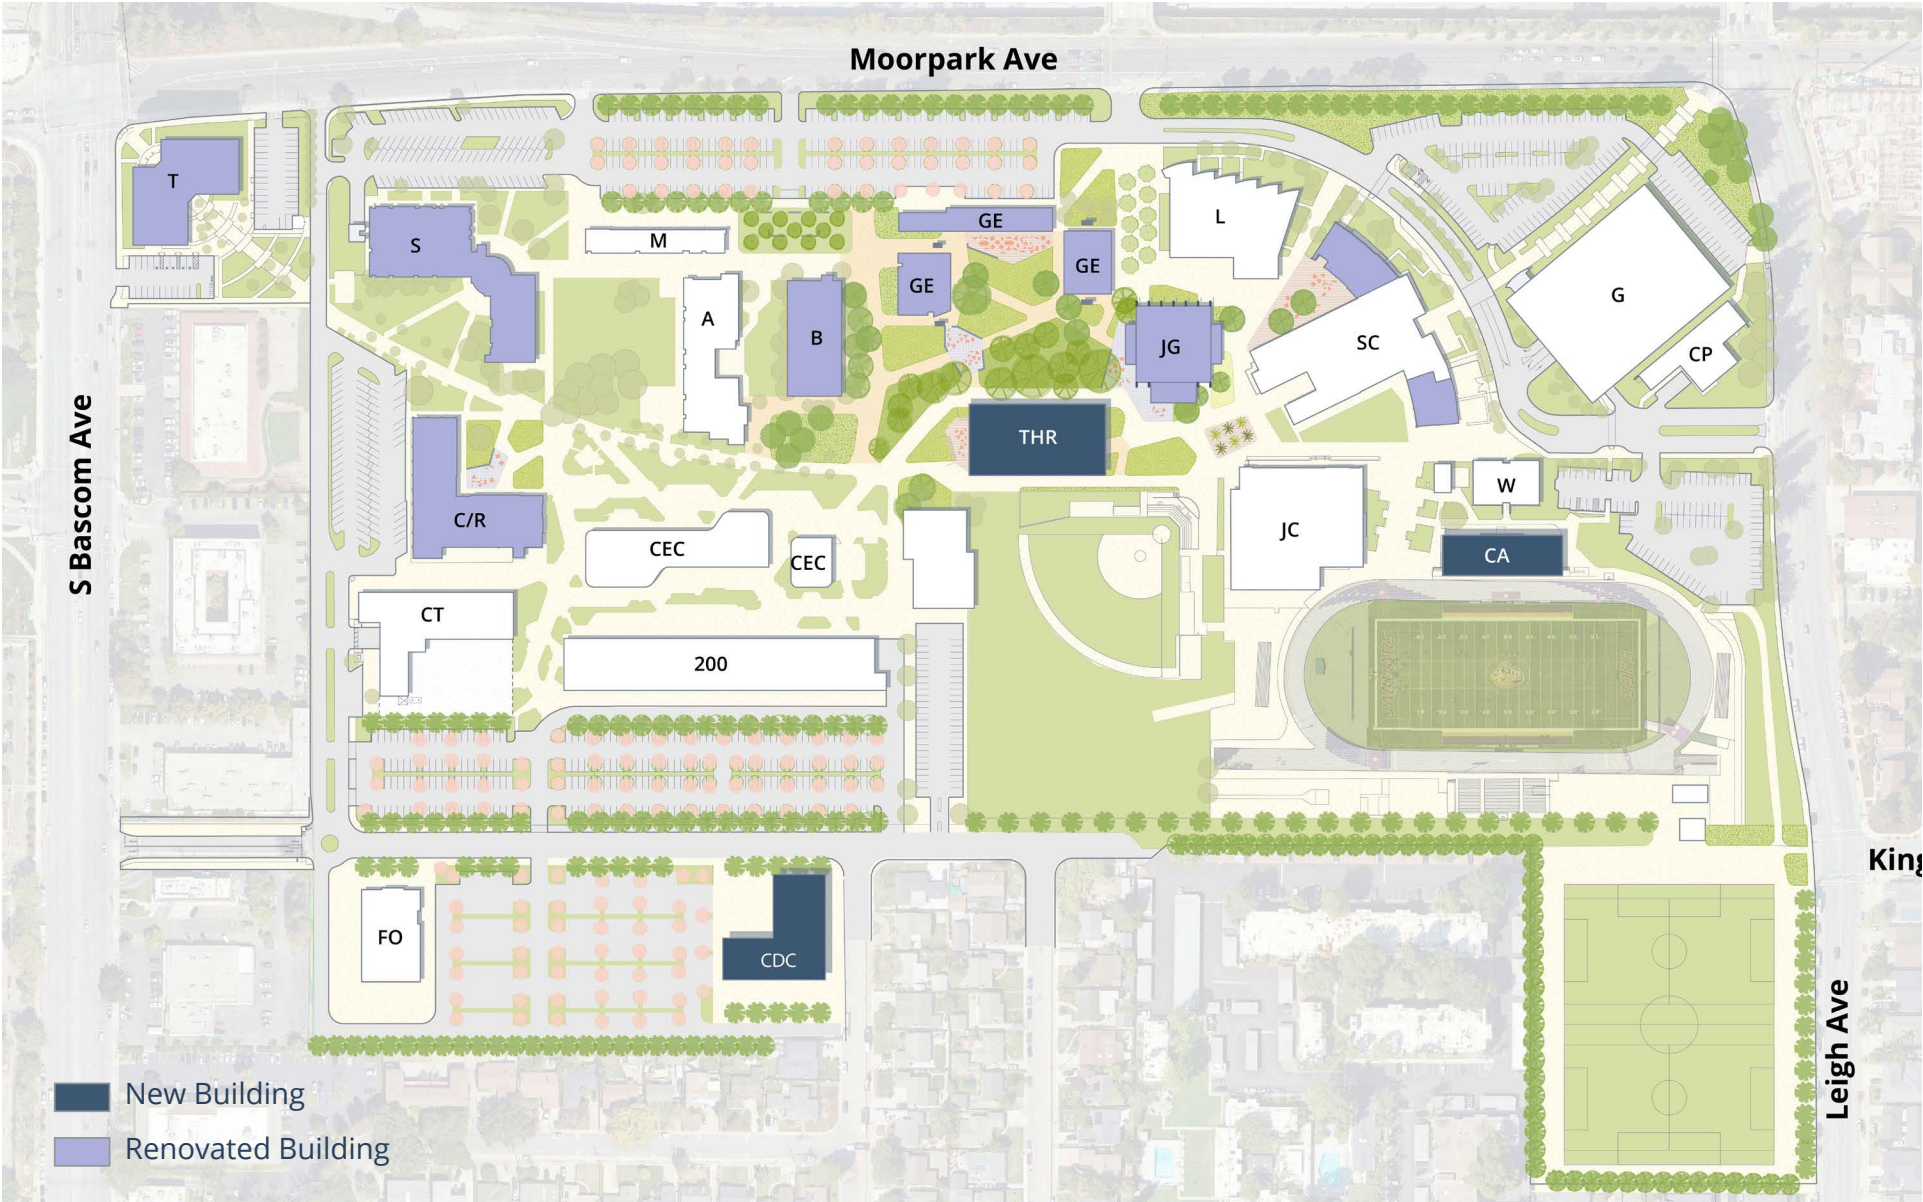 Moorpark Ave
T
S
M
GE
L
GE
GE
G
A
B
JG
SC
CP
S Bascom Ave
THR
C/R
W
CEC
CEC
JC
CA
CT
200
King
FO
CDC
Leigh Ave
New Building
Renovated Building